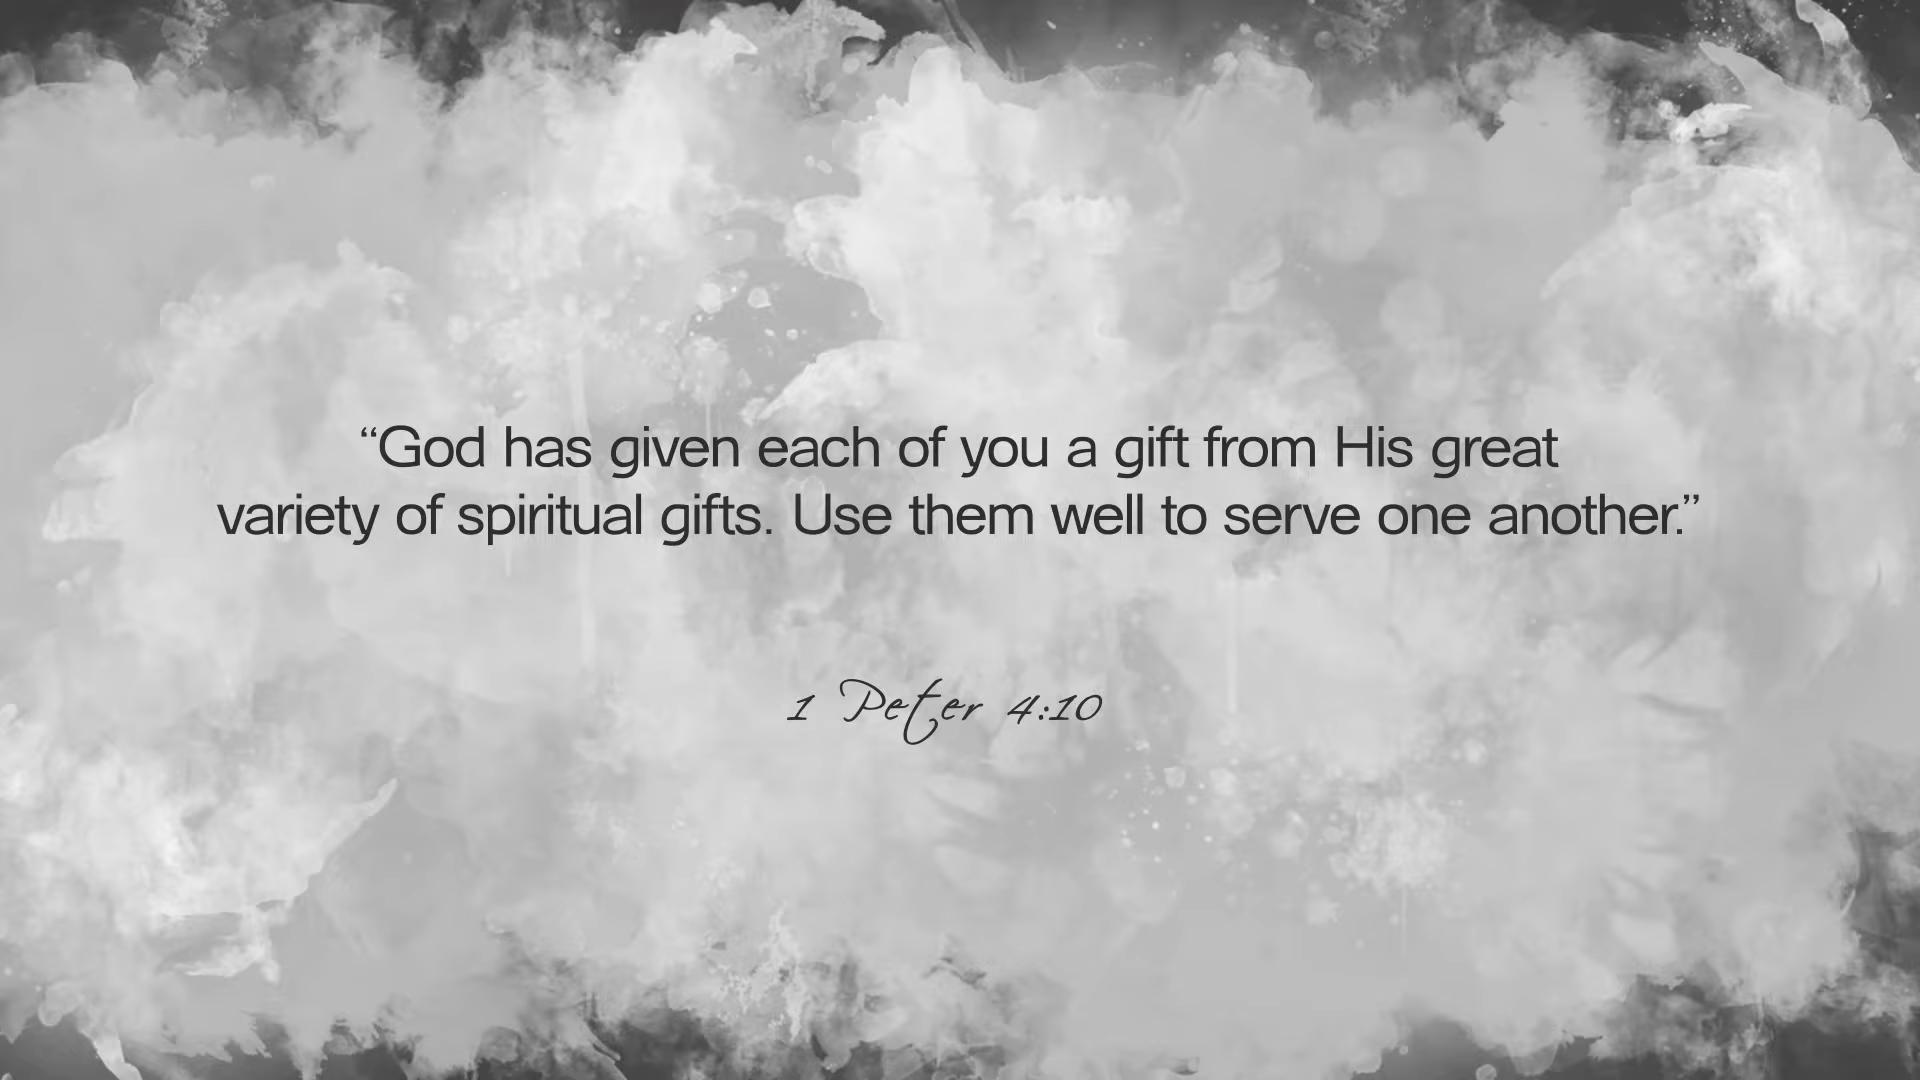 “God has given each of you a gift from His great
variety of spiritual gifts. Use them well to serve one another.”
1 Peter 4:10